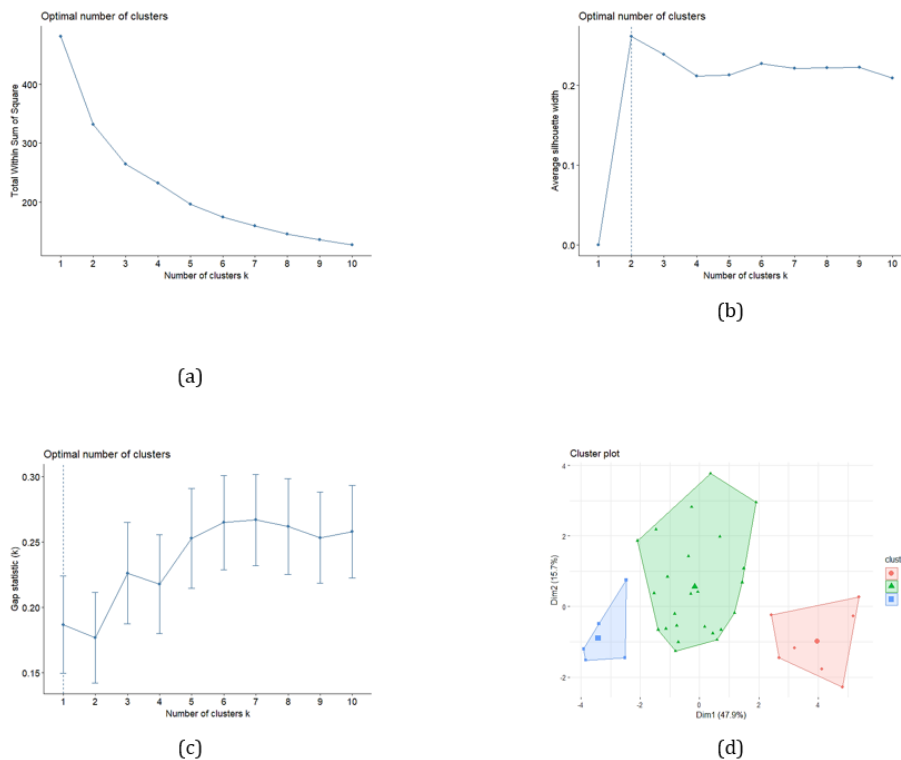 Optimal number of clusters
Total Within Sum of Square
400
300
200
1 2 3 4 5 6 7 8 9 10
Number of clusters k
(a)
Optimal number of clusters
Average silhouette width
0.2
0.1
0.0
1 2 3 4 5 6 7 8 9 10
Number of clusters k
(b)
Optimal number of clusters
Gap statistic (k)
0.30
0.25
0.20
0.15
1 2 3 4 5 6 7 8 9 10
Number of clusters k
(c)
Cluster plot
Dim2 (15.7%)
4
2
0
-2
-4 -2 0 2 4
Dim1 (47.9%)
clust
(d)